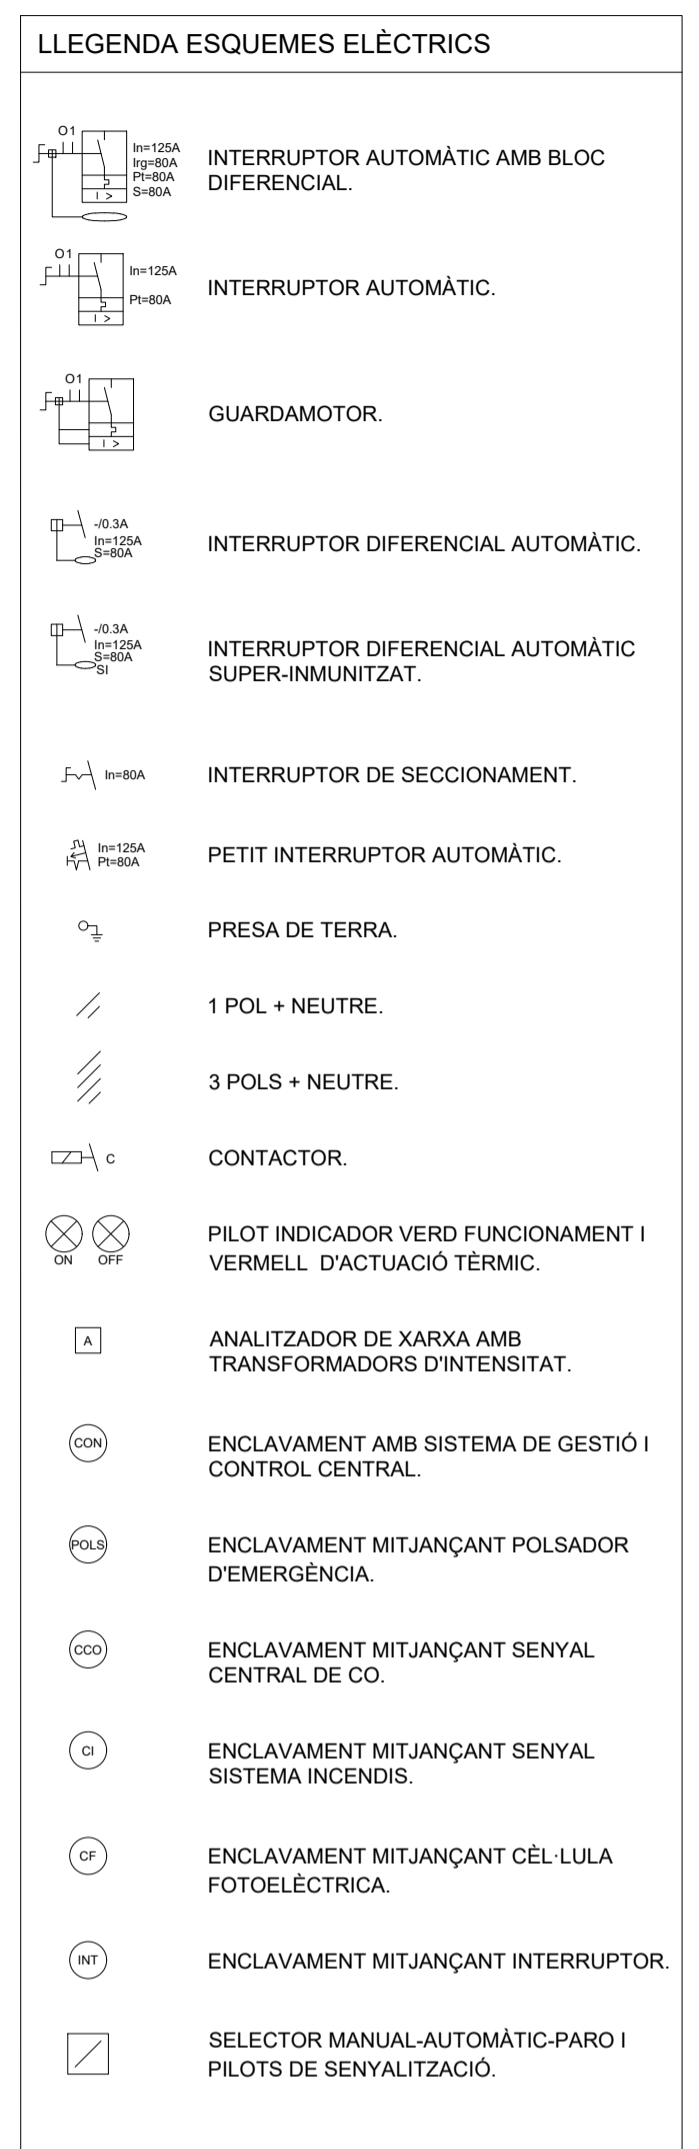 LLEGENDA ESQUEMES ELÈCTRICS
O1
In=125A
Irg=80A
Pt=80A
S=80A
I >
INTERRUPTOR AUTOMÀTIC AMB BLOC
DIFERENCIAL.
O1
In=125A
Pt=80A
I >
INTERRUPTOR AUTOMÀTIC.
O1
I >
GUARDAMOTOR.
-/0.3A
In=125A
S=80A
INTERRUPTOR DIFERENCIAL AUTOMÀTIC.
-/0.3A
In=125A
S=80A
SI
INTERRUPTOR DIFERENCIAL AUTOMÀTIC
SUPER-INMUNITZAT.
In=80A
INTERRUPTOR DE SECCIONAMENT.
In=125A
Pt=80A
PETIT INTERRUPTOR AUTOMÀTIC.
PRESA DE TERRA.
1 POL + NEUTRE.
3 POLS + NEUTRE.
C
CONTACTOR.
ON OFF
PILOT INDICADOR VERD FUNCIONAMENT I
VERMELL D'ACTUACIÓ TÈRMIC.
A
ANALITZADOR DE XARXA AMB
TRANSFORMADORS D'INTENSITAT.
CON
ENCLAVAMENT AMB SISTEMA DE GESTIÓ I
CONTROL CENTRAL.
POLS
ENCLAVAMENT MITJANÇANT POLSADOR
D'EMERGÈNCIA.
CCO
ENCLAVAMENT MITJANÇANT SENYAL
CENTRAL DE CO.
CI
ENCLAVAMENT MITJANÇANT SENYAL
SISTEMA INCENDIS.
CF
ENCLAVAMENT MITJANÇANT CÈL·LULA
FOTOELÈCTRICA.
INT
ENCLAVAMENT MITJANÇANT INTERRUPTOR.
SELECTOR MANUAL-AUTOMÀTIC-PARO I
PILOTS DE SENYALITZACIÓ.